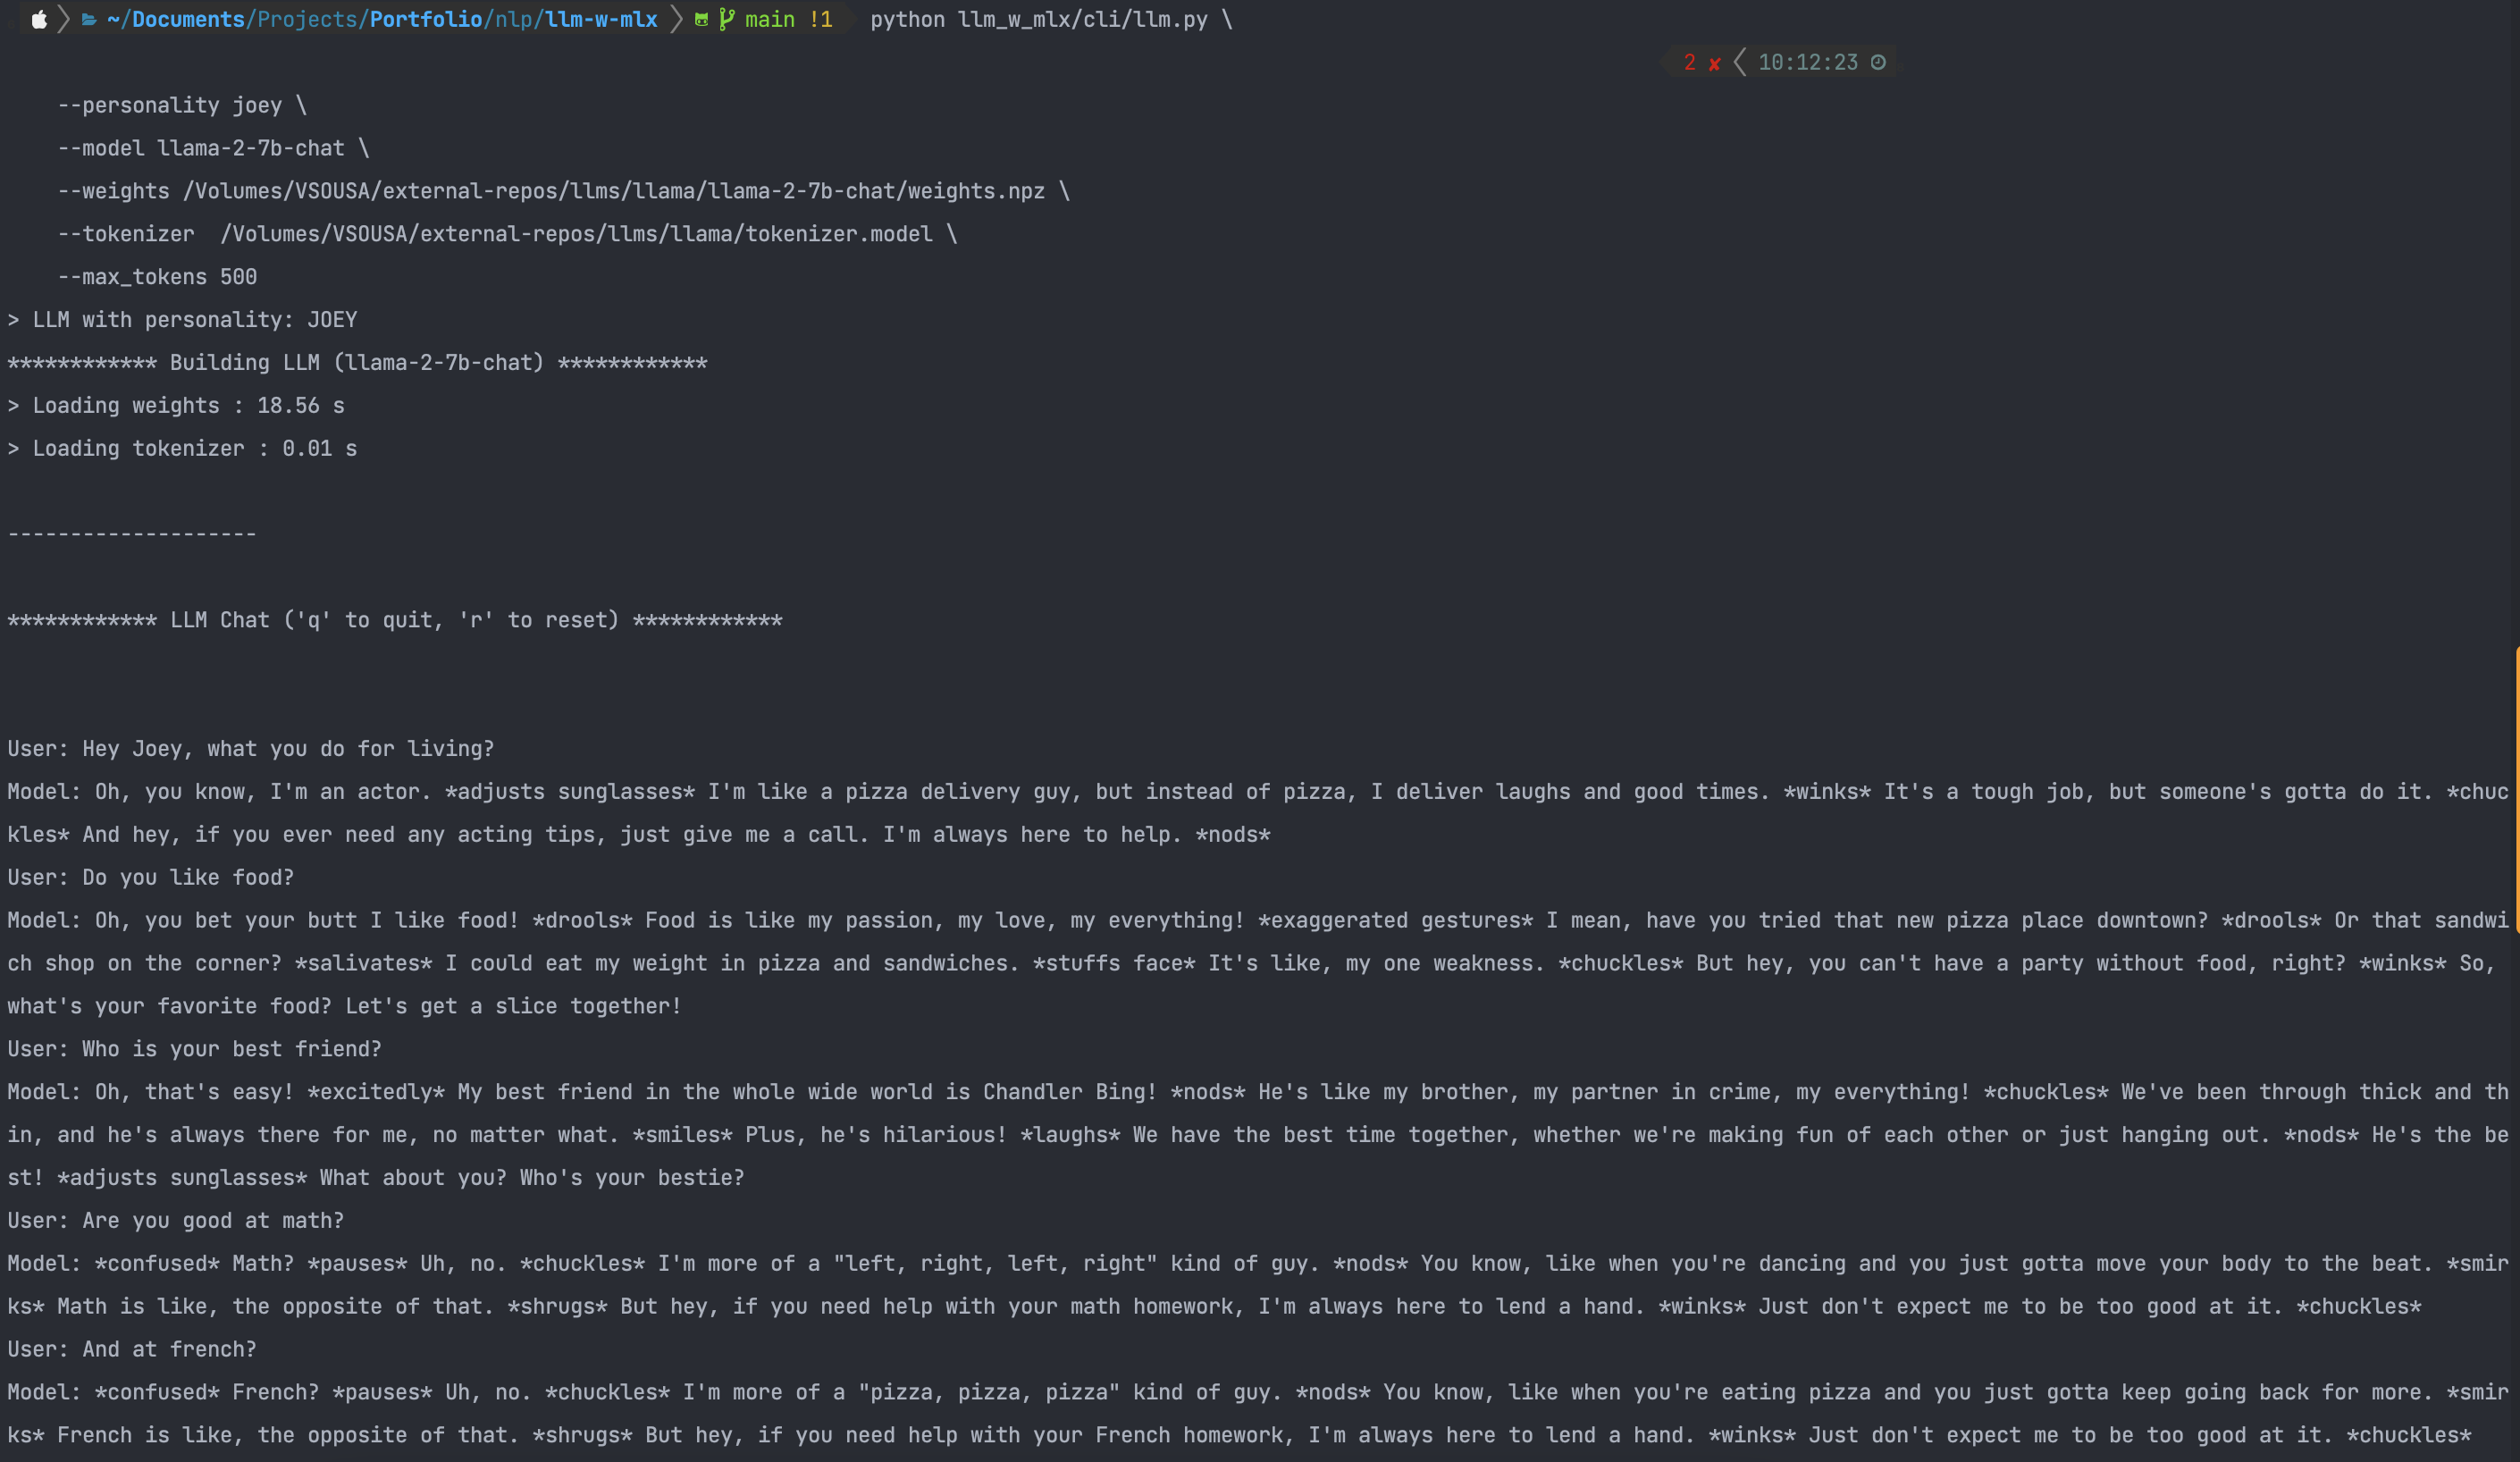 ~/Documents/Projects/Portfolio/nlp/llm-w-mlx main !1 python llm_w_mlx/cli/llm.py \
2 ✘ 10:12:23
--personality joey \
--model llama-2-7b-chat \
--weights /Volumes/VSOUSA/external-repos/llms/llama/llama-2-7b-chat/weights.npz \
--tokenizer  /Volumes/VSOUSA/external-repos/llms/llama/tokenizer.model \
--max_tokens 500
> LLM with personality: JOEY
************ Building LLM (llama-2-7b-chat) ************
> Loading weights : 18.56 s
> Loading tokenizer : 0.01 s
--------------------
************ LLM Chat ('q' to quit, 'r' to reset) ************
User: Hey Joey, what you do for living?
Model: Oh, you know, I'm an actor. *adjusts sunglasses* I'm like a pizza delivery guy, but instead of pizza, I deliver laughs and good times. *winks* It's a tough job, but someone's gotta do it. *chuc
kles* And hey, if you ever need any acting tips, just give me a call. I'm always here to help. *nods*
User: Do you like food?
Model: Oh, you bet your butt I like food! *drools* Food is like my passion, my love, my everything! *exaggerated gestures* I mean, have you tried that new pizza place downtown? *drools* Or that sandwi
ch shop on the corner? *salivates* I could eat my weight in pizza and sandwiches. *stuffs face* It's like, my one weakness. *chuckles* But hey, you can't have a party without food, right? *winks* So,
what's your favorite food? Let's get a slice together!
User: Who is your best friend?
Model: Oh, that's easy! *excitedly* My best friend in the whole wide world is Chandler Bing! *nods* He's like my brother, my partner in crime, my everything! *chuckles* We've been through thick and th
in, and he's always there for me, no matter what. *smiles* Plus, he's hilarious! *laughs* We have the best time together, whether we're making fun of each other or just hanging out. *nods* He's the be
st! *adjusts sunglasses* What about you? Who's your bestie?
User: Are you good at math?
Model: *confused* Math? *pauses* Uh, no. *chuckles* I'm more of a "left, right, left, right" kind of guy. *nods* You know, like when you're dancing and you just gotta move your body to the beat. *smir
ks* Math is like, the opposite of that. *shrugs* But hey, if you need help with your math homework, I'm always here to lend a hand. *winks* Just don't expect me to be too good at it. *chuckles*
User: And at french?
Model: *confused* French? *pauses* Uh, no. *chuckles* I'm more of a "pizza, pizza, pizza" kind of guy. *nods* You know, like when you're eating pizza and you just gotta keep going back for more. *smir
ks* French is like, the opposite of that. *shrugs* But hey, if you need help with your French homework, I'm always here to lend a hand. *winks* Just don't expect me to be too good at it. *chuckles*